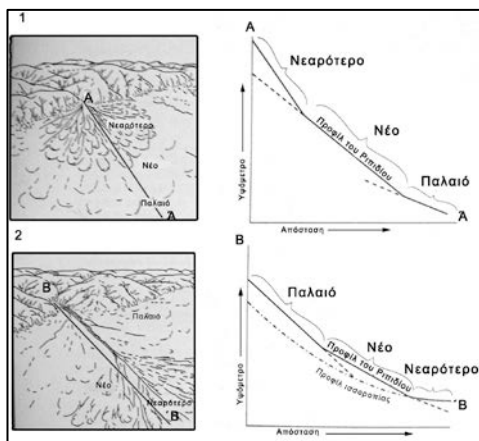 1
A
Νεαρότερο
Νέο
Παλαιό
Ά
A
Νεαρότερο
Νέο
Προφίλ του Ριπιδίου
Παλαιό
Ά
Υψόμετρο
Απόσταση
2
B
Παλαιό
Νέο
Νεαρότερο
Β΄
B
Παλαιό
Νέο
Προφίλ του Ριπιδίου
Νεαρότερο
Προφίλ ισορροπίας
Β΄
Υψόμετρο
Απόσταση